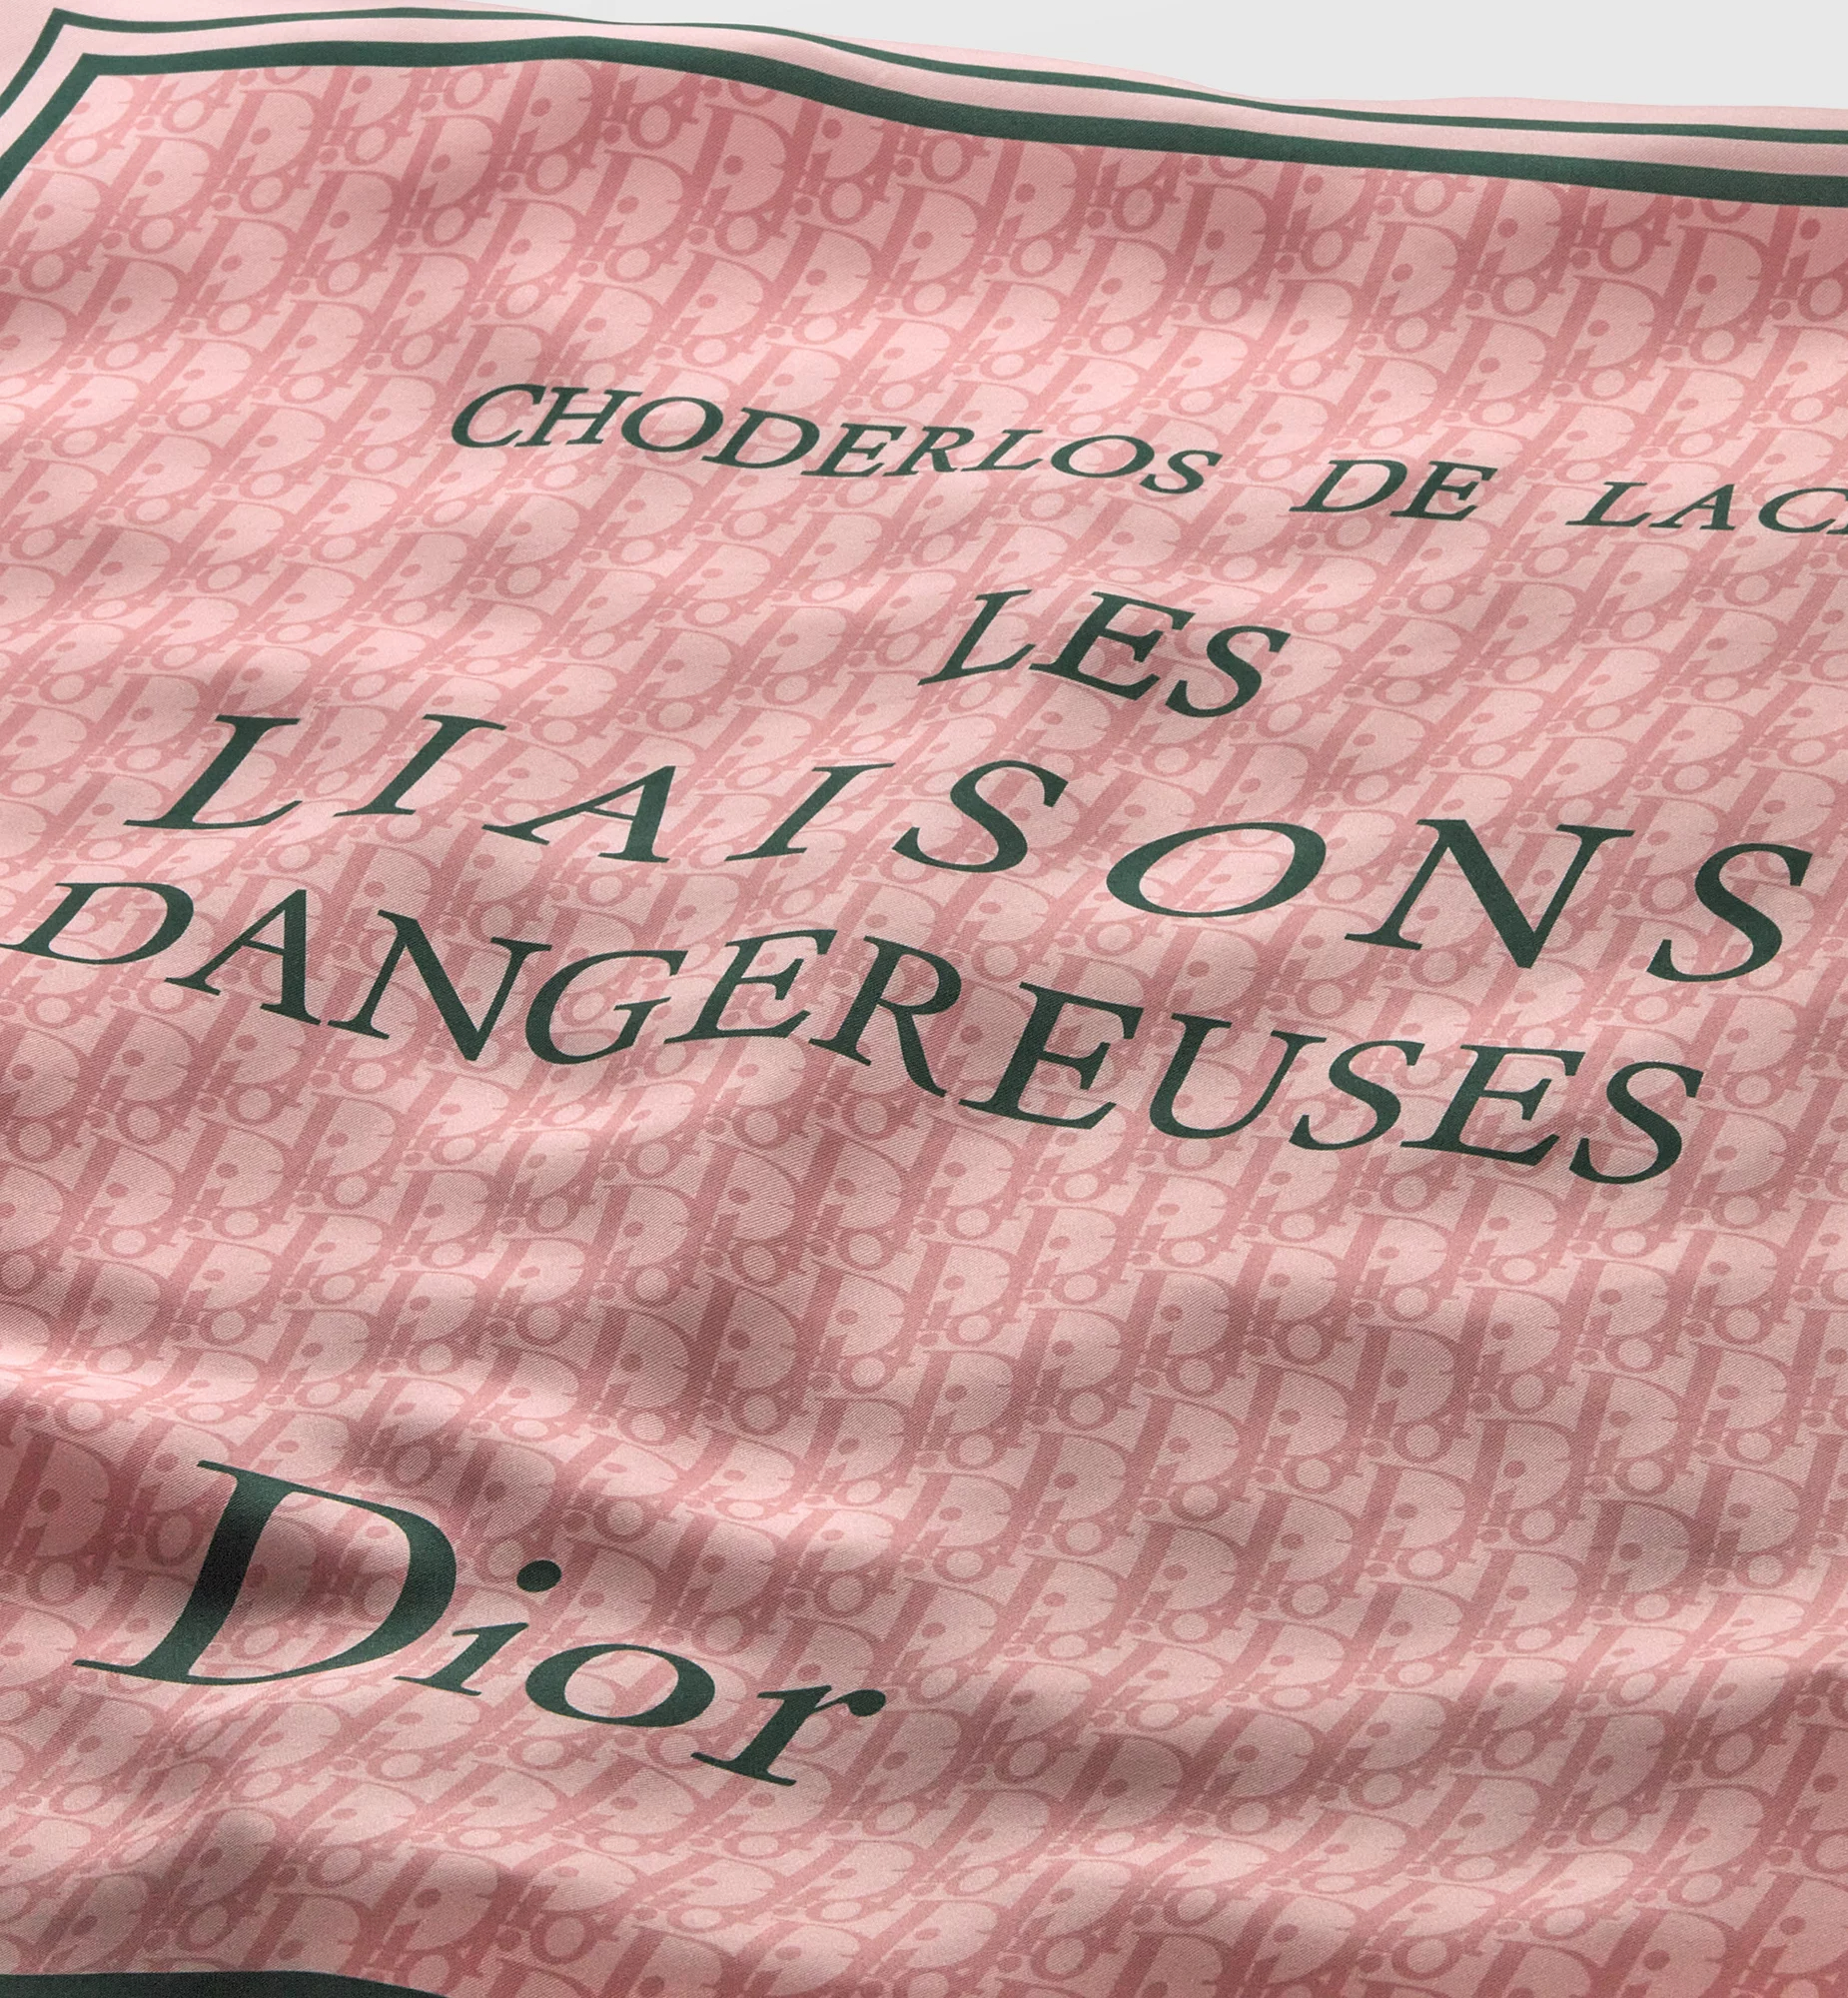 CHODERLOS DE LAC
LES
LIAISONS
DANGEREUSES
Dior